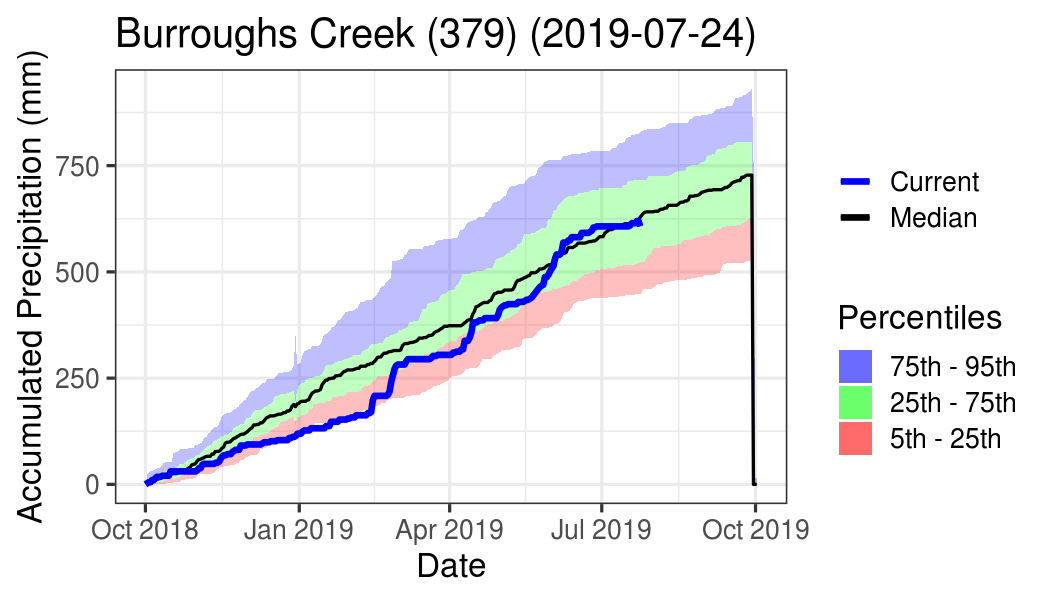 Burroughs Creek (379) (2019-07-24)
Accumulated Precipitation (mm)
750
500
250
0
Oct 2018
Jan 2019
Apr 2019
Jul 2019
Oct 2019
Date
Current
Median
Percentiles
75th - 95th
25th - 75th
5th - 25th